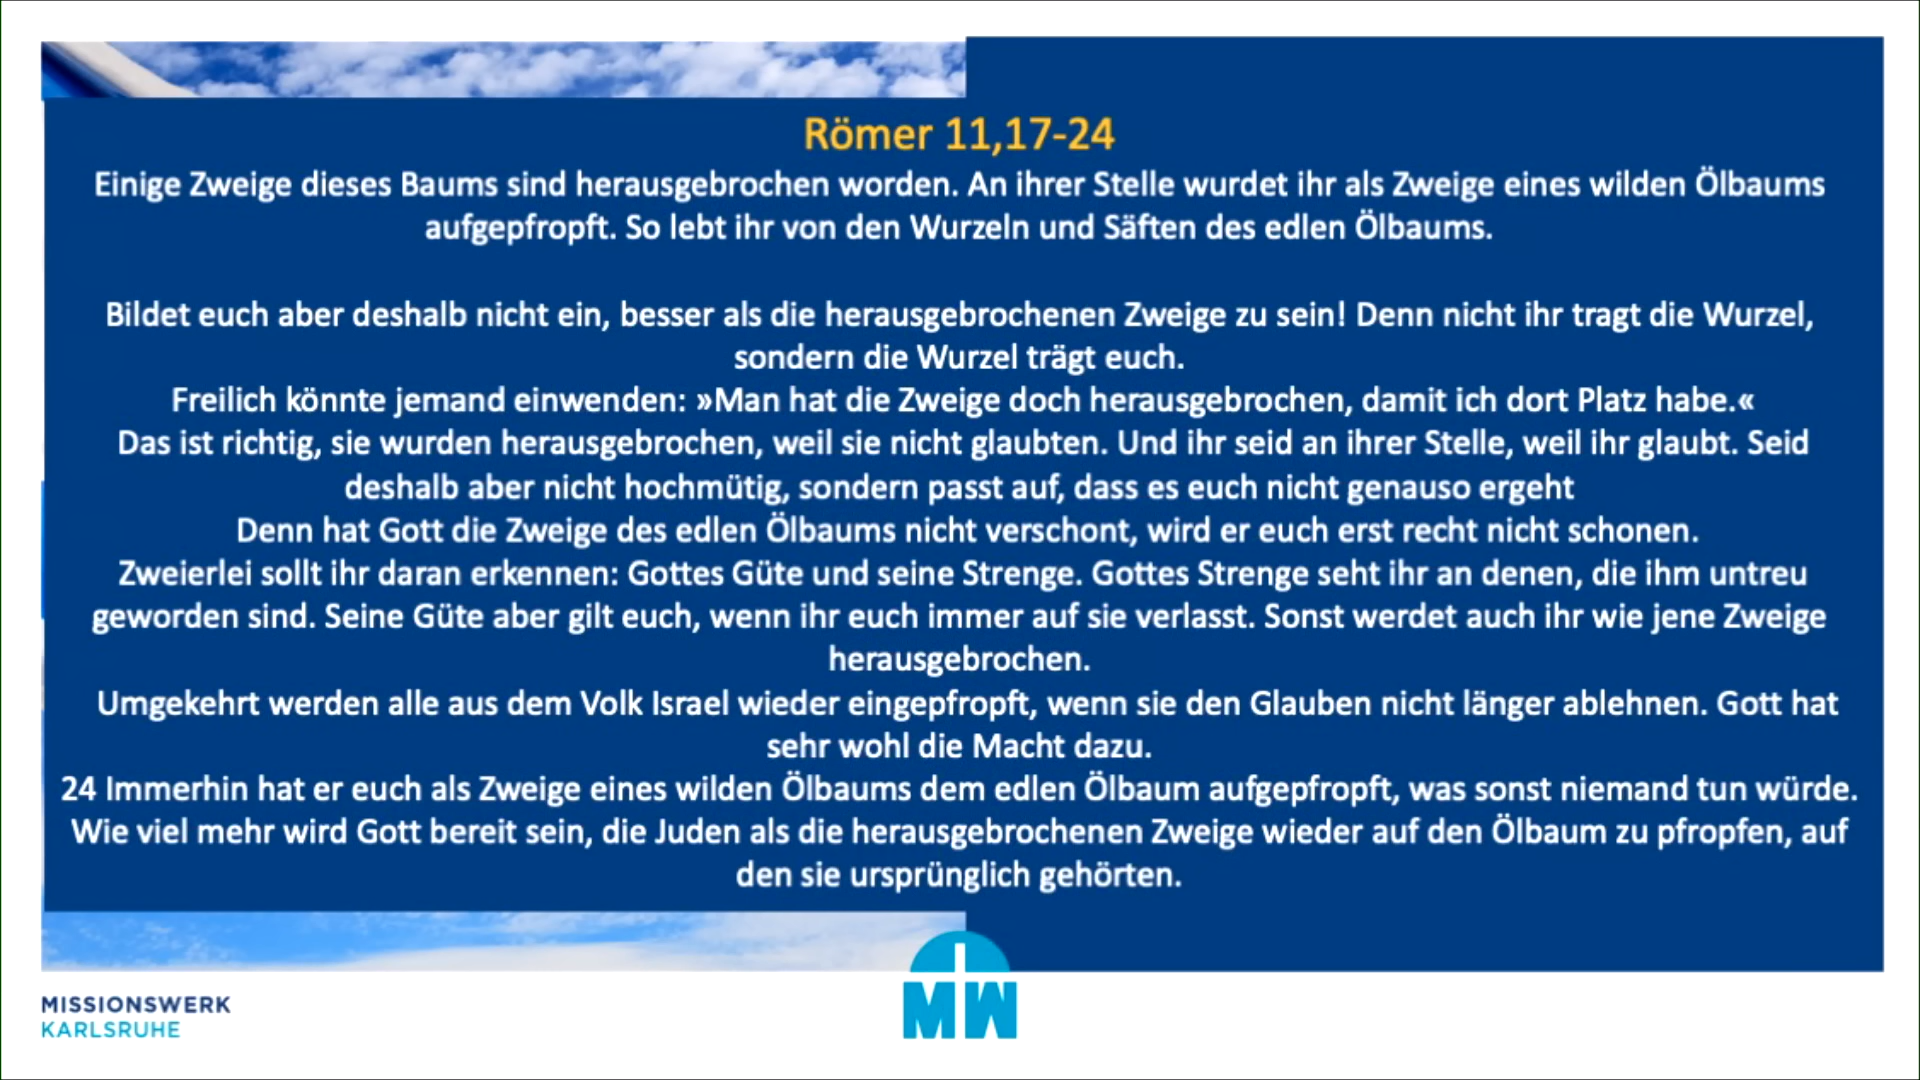 Römer 11,17-24
Einige Zweige dieses Baums sind herausgebrochen worden. An ihrer Stelle wurdet ihr als Zweige eines wilden Ölbaums
aufgepfropft. So lebt ihr von den Wurzeln und Säften des edlen Ölbaums.
Bildet euch aber deshalb nicht ein, besser als die herausgebrochenen Zweige zu sein! Denn nicht ihr tragt die Wurzel,
sondern die Wurzel trägt euch.
Freilich könnte jemand einwenden: »Man hat die Zweige doch herausgebrochen, damit ich dort Platz habe.«
Das ist richtig, sie wurden herausgebrochen, weil sie nicht glaubten. Und ihr seid an ihrer Stelle, weil ihr glaubt. Seid
deshalb aber nicht hochmütig, sondern passt auf, dass es euch nicht genauso ergeht
Denn hat Gott die Zweige des edlen Ölbaums nicht verschont, wird er euch erst recht nicht schonen.
Zweierlei sollt ihr daran erkennen: Gottes Güte und seine Strenge. Gottes Strenge seht ihr an denen, die ihm untreu
geworden sind. Seine Güte aber gilt euch, wenn ihr euch immer auf sie verlasst. Sonst werdet auch ihr wie jene Zweige
herausgebrochen.
Umgekehrt werden alle aus dem Volk Israel wieder eingepfropft, wenn sie den Glauben nicht länger ablehnen. Gott hat
sehr wohl die Macht dazu.
24 Immerhin hat er euch als Zweige eines wilden Ölbaums dem edlen Ölbaum aufgepfropft, was sonst niemand tun würde.
Wie viel mehr wird Gott bereit sein, die Juden als die herausgebrochenen Zweige wieder auf den Ölbaum zu pfropfen, auf
den sie ursprünglich gehörten.
MISSIONSWERK
KARLSRUHE
MW